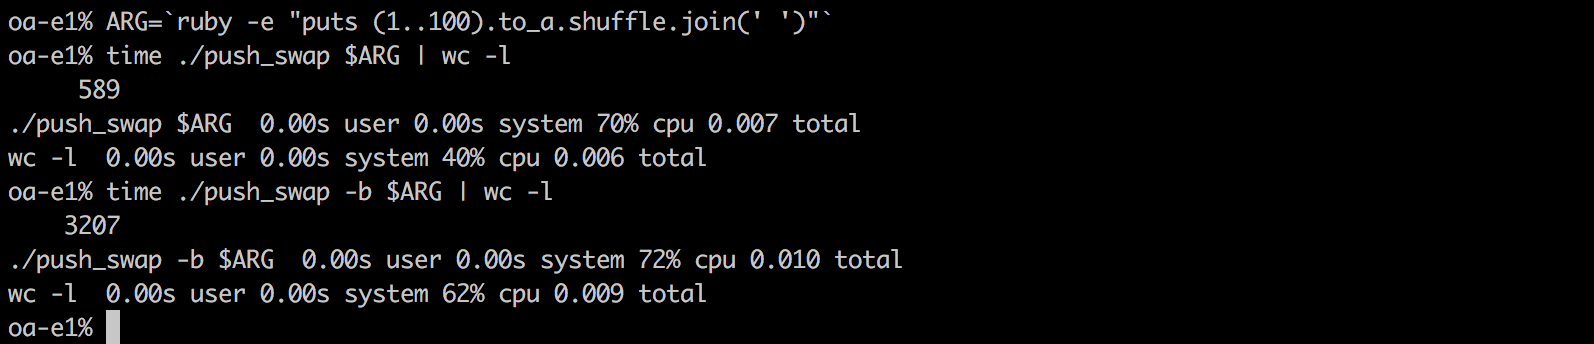 oa-e1% ARG=`ruby -e "puts (1..100).to_a.shuffle.join(' ')"`
oa-e1% time ./push_swap $ARG | wc -l
     589
./push_swap $ARG  0.00s user 0.00s system 70% cpu 0.007 total
wc -l  0.00s user 0.00s system 40% cpu 0.006 total
oa-e1% time ./push_swap -b $ARG | wc -l
    3207
./push_swap -b $ARG  0.00s user 0.00s system 72% cpu 0.010 total
wc -l  0.00s user 0.00s system 62% cpu 0.009 total
oa-e1%